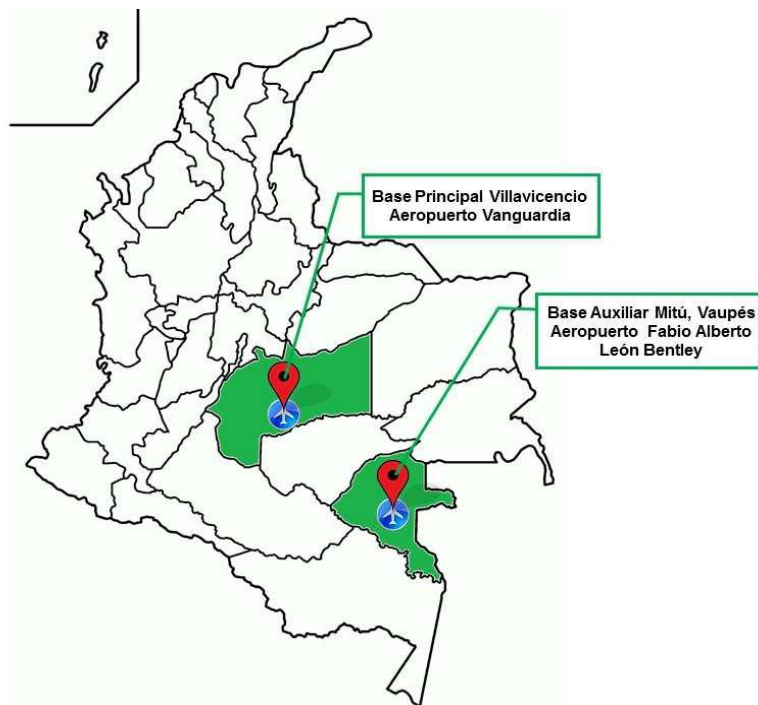 Base Principal Villavicencio
Aeropuerto Vanguardia
Base Auxiliar Mitú, Vaupés
Aeropuerto Fabio Alberto
León Bentley